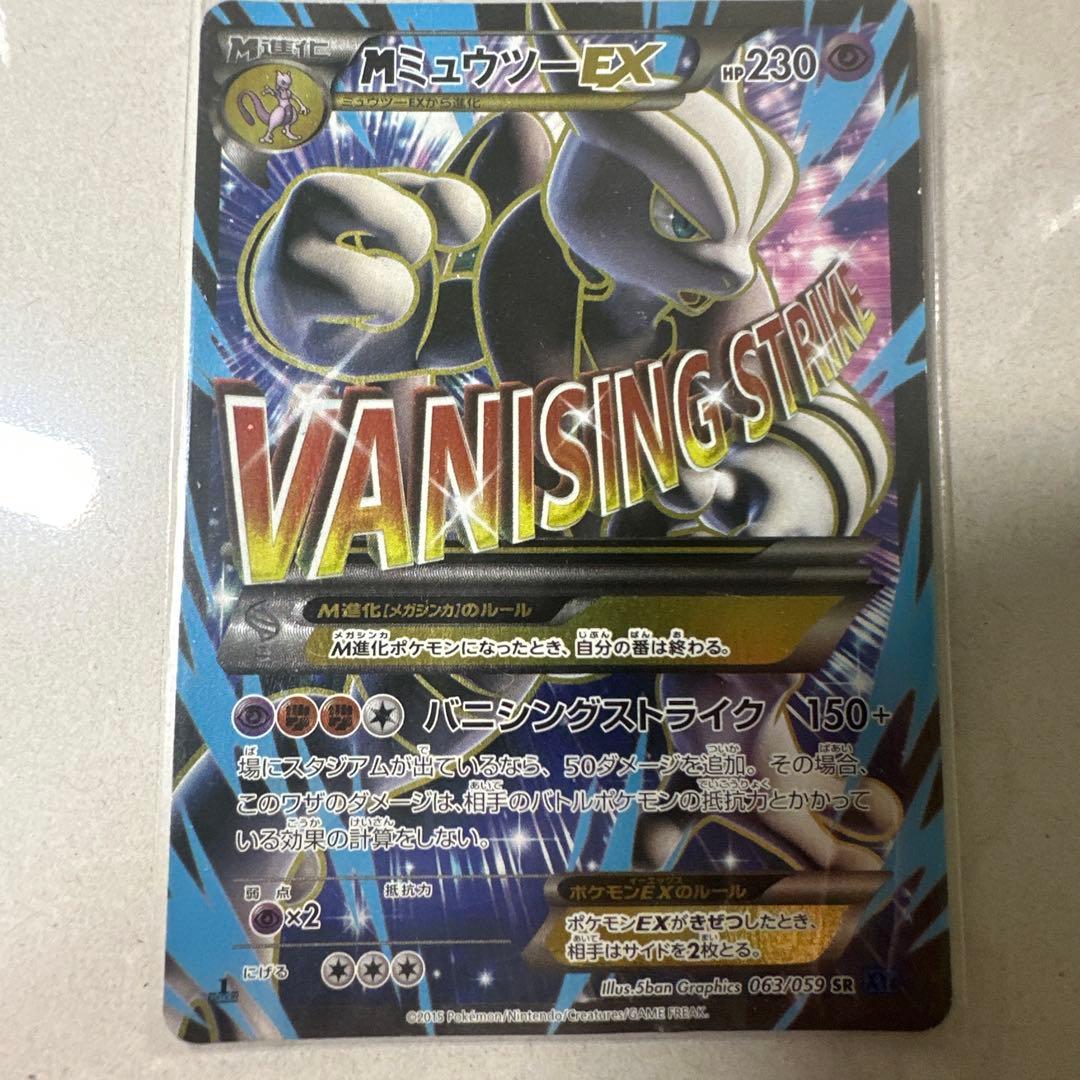 M進化
MミュウツーEX
HP230
ミュウツーEXから進化
VANISING STRIKE
M進化[メガシンカ]のルール
M進化ポケモンになったとき、自分の番は終わる。
バニシングストライク 150+
場にスタジアムが出ているなら、50ダメージを追加。その場合、
このワザのダメージは、相手のバトルポケモンの抵抗力とかかって
いる効果の計算をしない。
弱点 抵抗力
×2
ポケモンEXのルール
ポケモンEXがきぜつしたとき、
相手はサイドを2枚とる。
にげる
Illus.5ban Graphics 063/059 SR
©2015 Pokémon/Nintendo/Creatures/GAME FREAK.